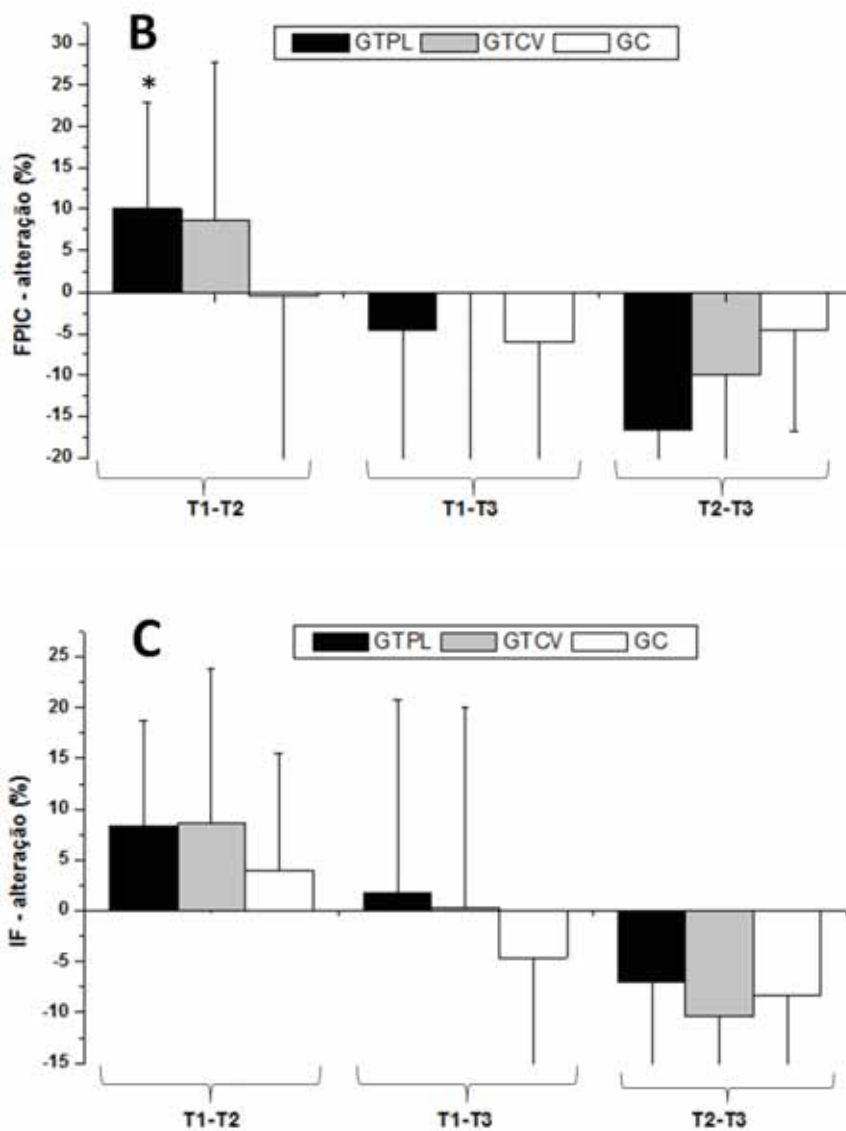 B
GTPL GTCV GC
30
25
*
20
15
10
5
0
-5
-10
-15
-20
FPIC - alteração (%)
T1-T2 T1-T3 T2-T3
C
GTPL GTCV GC
25
20
15
10
5
0
-5
-10
-15
IF - alteração (%)
T1-T2 T1-T3 T2-T3